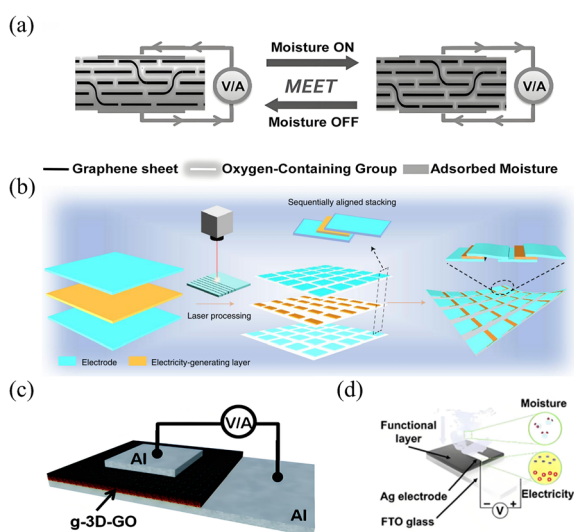 (a)
Moisture ON
MEET
Moisture OFF
V/A
V/A
Graphene sheet
Oxygen-Containing Group
Adsorbed Moisture
(b)
Sequentially aligned stacking
Laser processing
Electrode
Electricity-generating layer
(c)
V/A
Al
Al
g-3D-GO
(d)
Moisture
Functional
layer
Ag electrode
FTO glass
Electricity
− V +